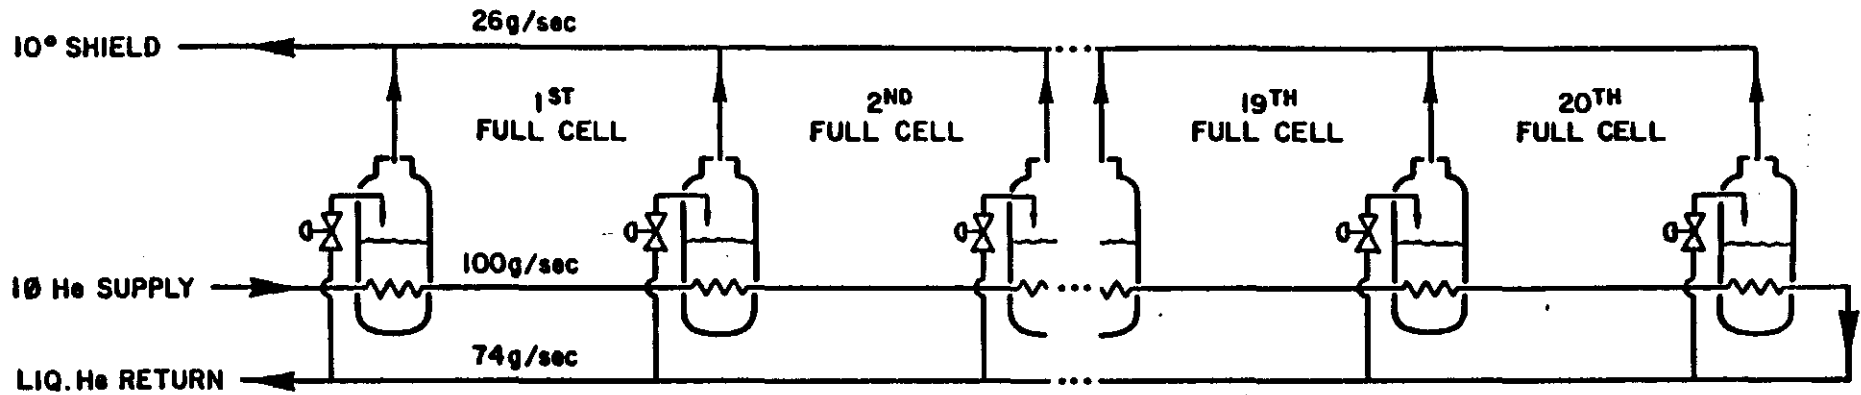 26g/sec
10° SHIELD
1ST
FULL CELL
2ND
FULL CELL
19TH
FULL CELL
20TH
FULL CELL
100g/sec
1Ø He SUPPLY
74g/sec
LIQ. He RETURN